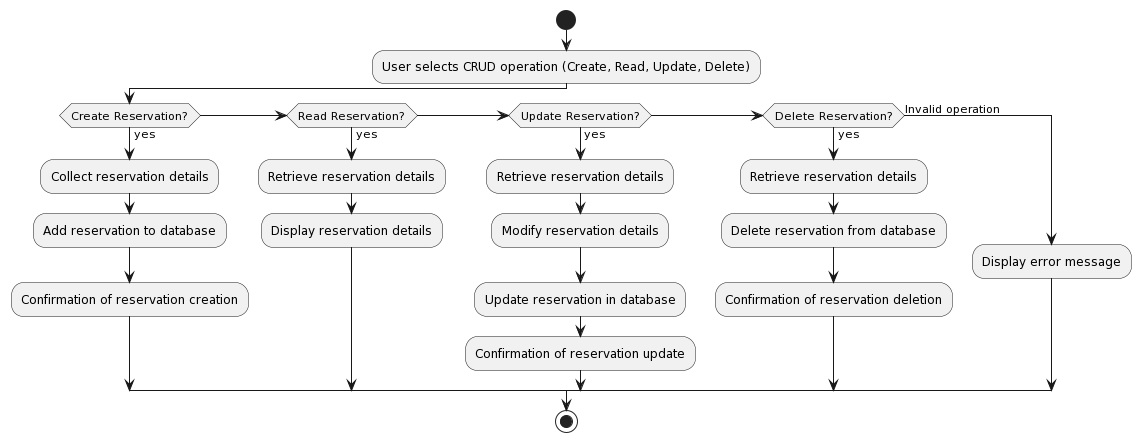 User selects CRUD operation (Create, Read, Update, Delete)
Create Reservation?
Read Reservation?
Update Reservation?
Delete Reservation?
Invalid operation
yes
yes
yes
yes
Collect reservation details
Retrieve reservation details
Retrieve reservation details
Retrieve reservation details
Add reservation to database
Display reservation details
Modify reservation details
Delete reservation from database
Display error message
Confirmation of reservation creation
Update reservation in database
Confirmation of reservation deletion
Confirmation of reservation update